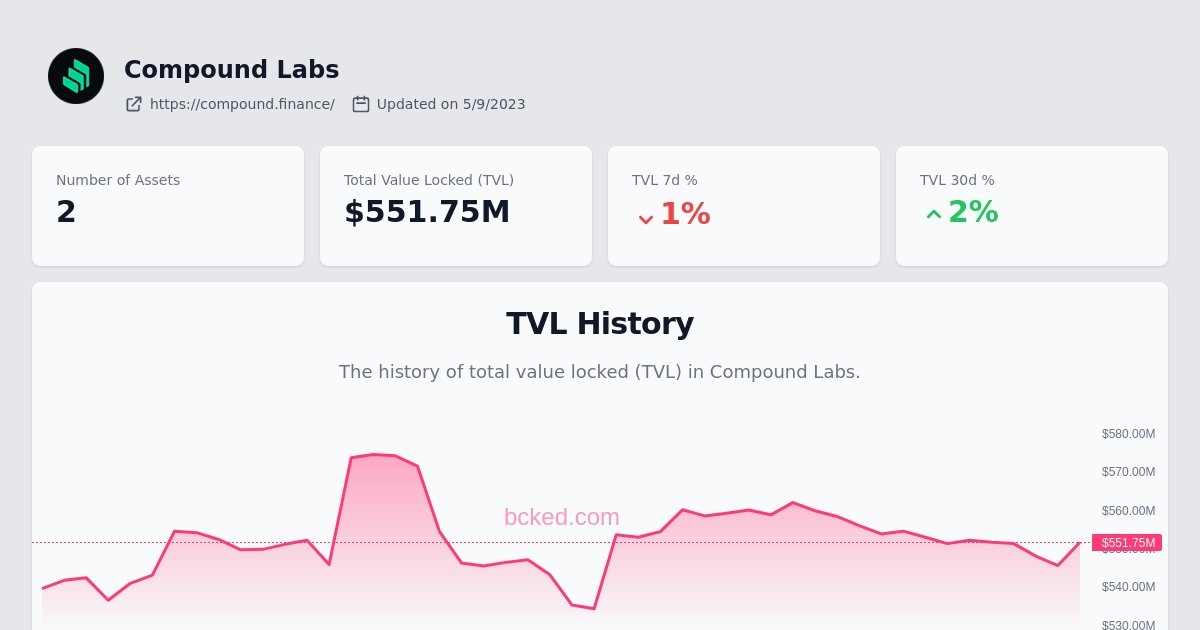 Compound Labs
https://compound.finance/ Updated on 5/9/2023
Number of Assets
2
Total Value Locked (TVL)
$551.75M
TVL 7d %
1%
TVL 30d %
2%
TVL History
The history of total value locked (TVL) in Compound Labs.
bcked.com
$580.00M
$570.00M
$560.00M
$551.75M
$540.00M
$530.00M